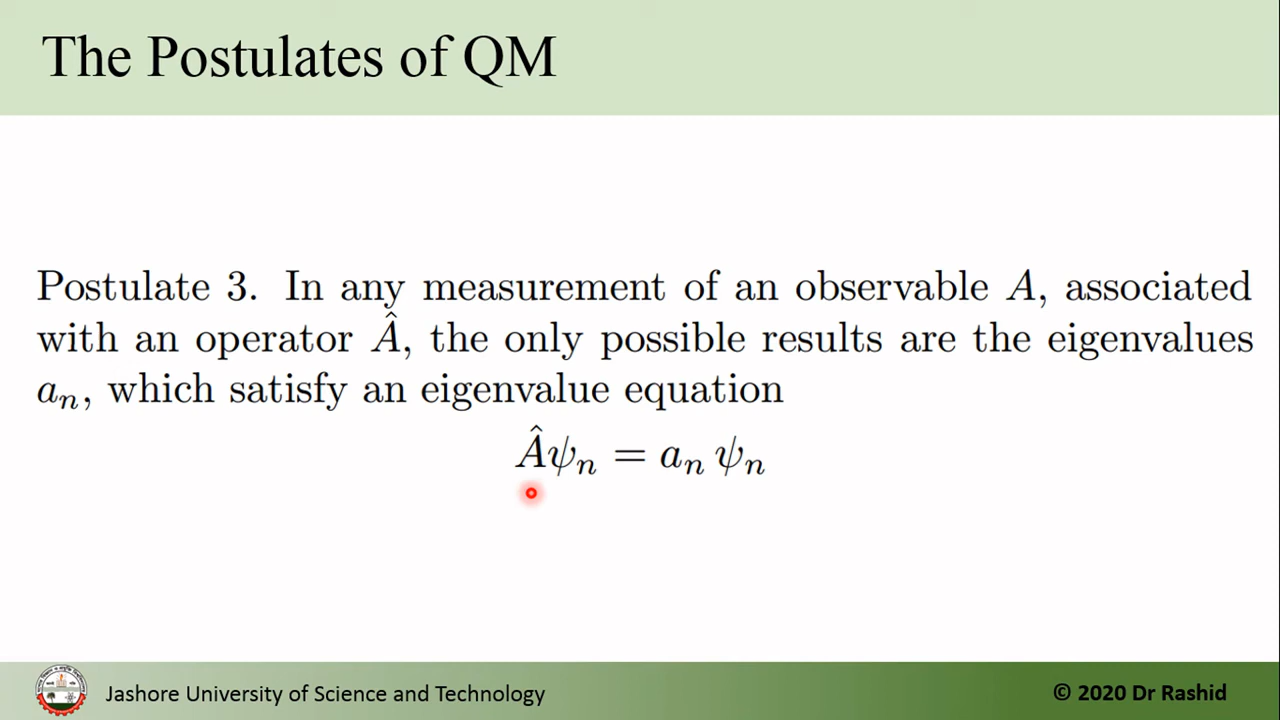 The Postulates of QM
Postulate 3. In any measurement of an observable A, associated
with an operator Â, the only possible results are the eigenvalues
aₙ, which satisfy an eigenvalue equation
Âψₙ = aₙ ψₙ
Jashore University of Science and Technology
© 2020 Dr Rashid